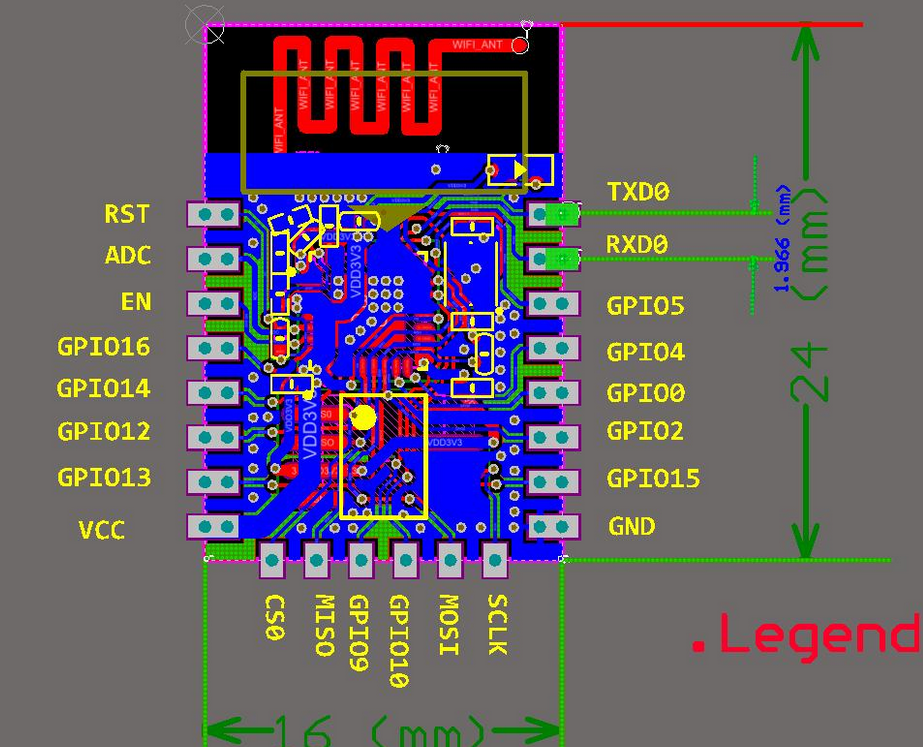 WIFI_ANT
WIFI_ANT
WIFI_ANT
WIFI_ANT
WIFI_ANT
WIFI_ANT
WIFI_ANT
WIFI_ANT
RST
ADC
EN
GPIO16
GPIO14
GPIO12
GPIO13
VCC
VDD3V3
VDD3V3
VDD3V3
VDD3V3
VDD3V3
TXD0
RXD0
GPIO5
GPIO4
GPIO0
GPIO2
GPIO15
GND
CS0
MISO
GPIO9
GPIO10
MOSI
SCLK
1.866 (mm)
24 (mm)
16 (mm)
.Legend